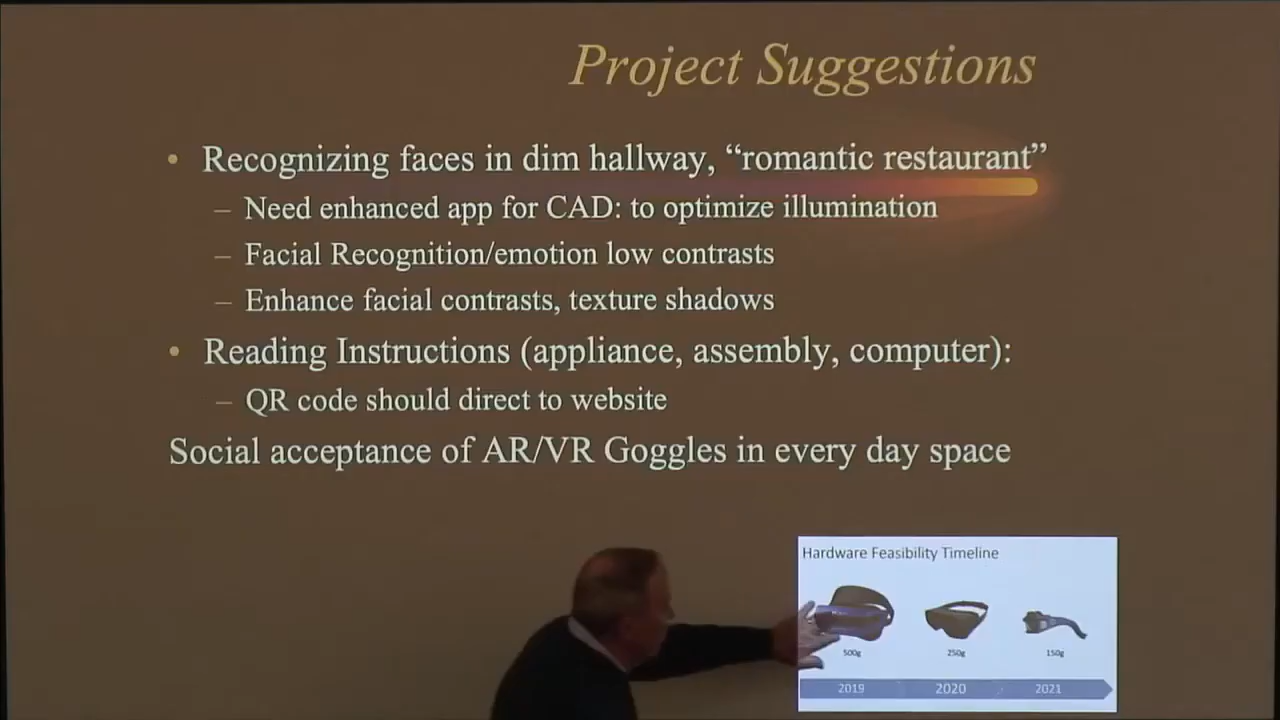 Project Suggestions
• Recognizing faces in dim hallway, “romantic restaurant”
– Need enhanced app for CAD: to optimize illumination
– Facial Recognition/emotion low contrasts
– Enhance facial contrasts, texture shadows
• Reading Instructions (appliance, assembly, computer):
– QR code should direct to website
Social acceptance of AR/VR Goggles in every day space
Hardware Feasibility Timeline
500g 250g 150g
2019 2020 2021